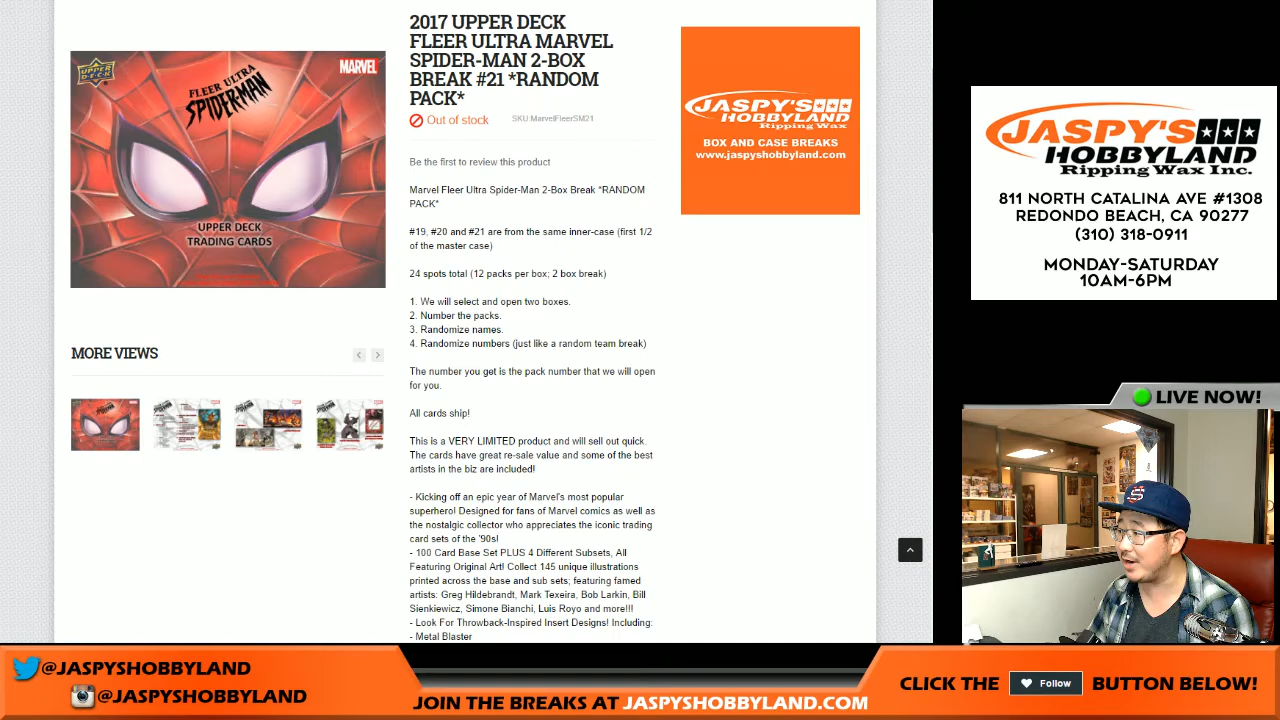 2017 UPPER DECK
FLEER ULTRA MARVEL
SPIDER-MAN 2-BOX
BREAK #21 *RANDOM
PACK*
Out of stock
SKU:MarvelFleerSM21
Be the first to review this product
Marvel Fleer Ultra Spider-Man 2-Box Break *RANDOM
PACK*
#19, #20 and #21 are from the same inner-case (first 1/2
of the master case)
24 spots total (12 packs per box; 2 box break)
1. We will select and open two boxes.
2. Number the packs.
3. Randomize names.
4. Randomize numbers (just like a random team break)
The number you get is the pack number that we will open
for you.
All cards ship!
This is a VERY LIMITED product and will sell out quick.
The cards have great re-sale value and some of the best
artists in the biz are included!
- Kicking off an epic year of Marvel's most popular
superhero! Designed for fans of Marvel comics as well as
the nostalgic collector who appreciates the iconic trading
card sets of the '90s!
- 100 Card Base Set PLUS 4 Different Subsets, All
Featuring Original Art! Collect 145 unique illustrations
printed across the base and sub sets; featuring famed
artists: Greg Hildebrandt, Mark Texeira, Bob Larkin, Bill
Sienkiewicz, Simone Bianchi, Luis Royo and more!!!
- Look For Throwback-Inspired Insert Designs! Including:
- Metal Blaster
UPPER DECK
MARVEL
FLEER ULTRA
SPIDER-MAN
UPPER DECK
TRADING CARDS
MORE VIEWS
JASPY'S
HOBBYLAND
Ripping Wax
BOX AND CASE BREAKS
www.jaspyshobbyland.com
JASPY'S
HOBBYLAND
Ripping Wax Inc.
811 NORTH CATALINA AVE #1308
REDONDO BEACH, CA 90277
(310) 318-0911
MONDAY-SATURDAY
10AM-6PM
LIVE NOW!
@JASPYSHOBBYLAND
@JASPYSHOBBYLAND
JOIN THE BREAKS AT JASPYSHOBBYLAND.COM
CLICK THE Follow BUTTON BELOW!